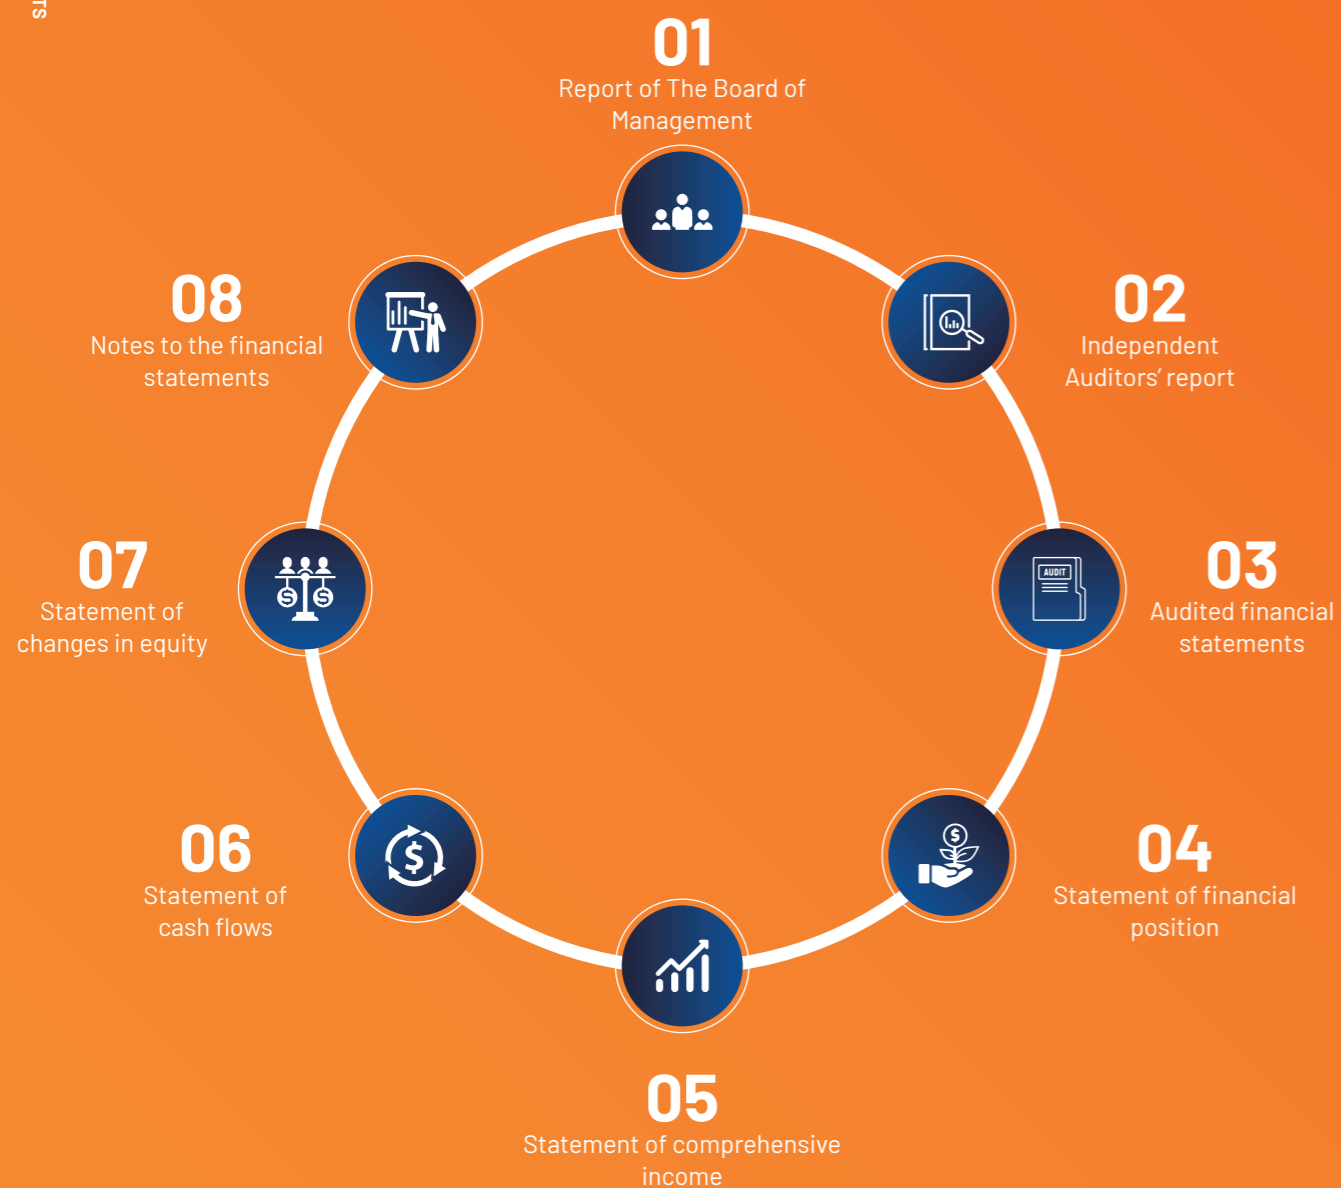 TS
01
Report of The Board of
Management
02
Independent
Auditors’ report
03
Audited financial
statements
AUDIT
04
Statement of financial
position
05
Statement of comprehensive
income
06
Statement of
cash flows
07
Statement of
changes in equity
08
Notes to the financial
statements